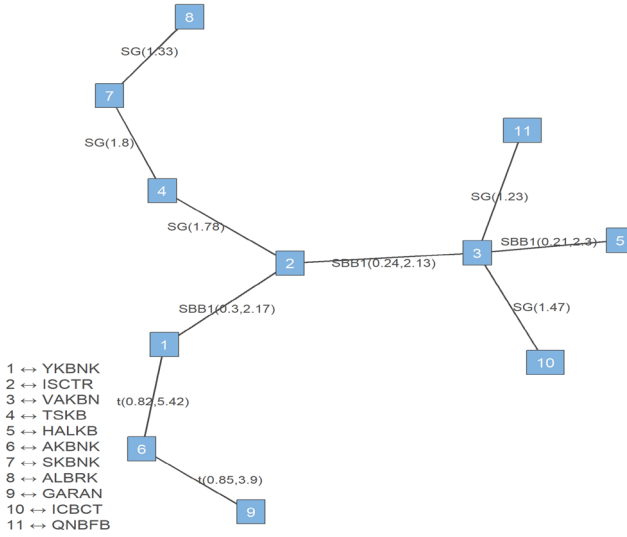 8
SG(1.33)
7
11
SG(1.8)
4
SG(1.23)
SG(1.78)
SBB1(0.21,2.3)
5
3
2
SBB1(0.24,2.13)
SBB1(0.3,2.17)
SG(1.47)
1
10
1 ↔ YKBNK
2 ↔ ISCTR
3 ↔ VAKBN
t(0.82,5.42)
4 ↔ TSKB
5 ↔ HALKB
6 ↔ AKBNK
6
7 ↔ SKBNK
t(0.85,3.9)
8 ↔ ALBRK
9 ↔ GARAN
9
10 ↔ ICBCT
11 ↔ QNBFB